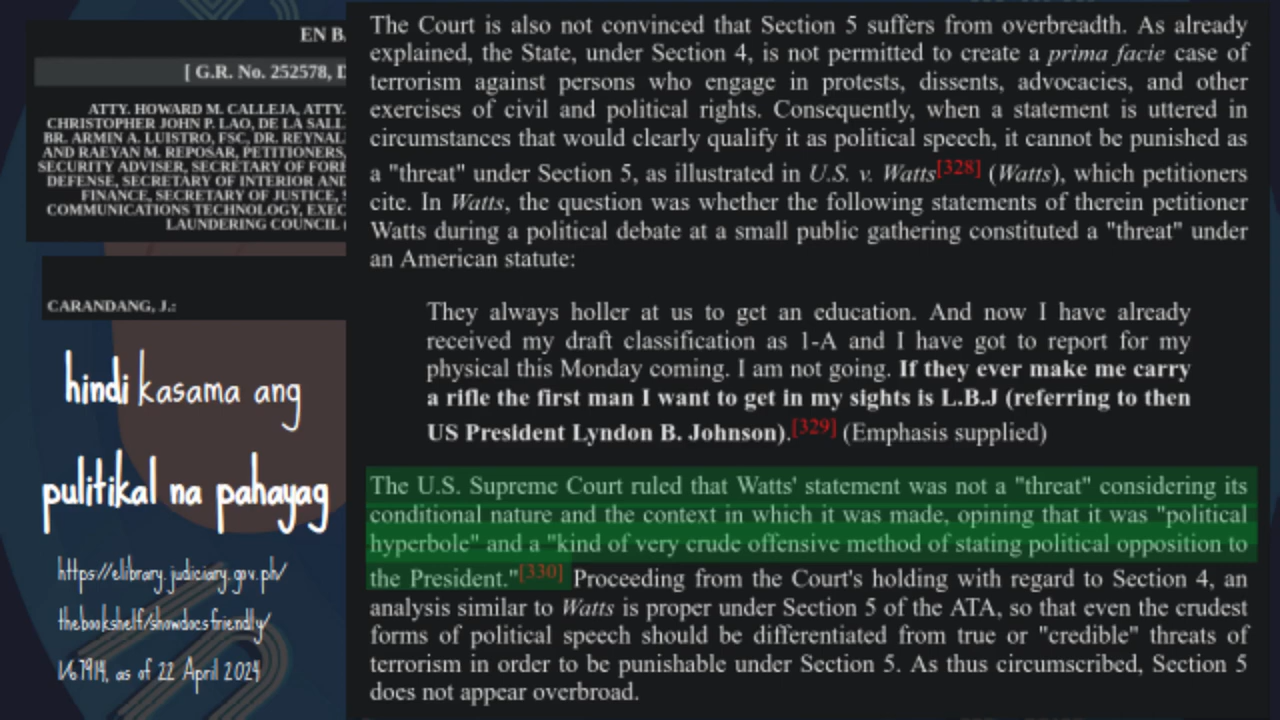 EN B
[ G.R. No. 252578, D
ATTY. HOWARD M. CALLEJA, ATTY.
CHRISTOPHER JOHN P. LAO, DE LA SALL
BR. ARMIN A. LUISTRO, FSC, DR. REYNAL
AND RAEYAN M. REPOSAR, PETITIONERS,
SECURITY ADVISER, SECRETARY OF FOR
DEFENSE, SECRETARY OF INTERIOR AND
FINANCE, SECRETARY OF JUSTICE,
COMMUNICATIONS TECHNOLOGY, EXEC
LAUNDERING COUNCIL
CARANDANG, J.:
hindi kasama ang
pulitikal na pahayag
https://elibrary.judiciary.gov.ph/
thebookshelf/showdocsfriendly/
1/67914, as of 22 April 2024
The Court is also not convinced that Section 5 suffers from overbreadth. As already
explained, the State, under Section 4, is not permitted to create a prima facie case of
terrorism against persons who engage in protests, dissents, advocacies, and other
exercises of civil and political rights. Consequently, when a statement is uttered in
circumstances that would clearly qualify it as political speech, it cannot be punished as
a "threat" under Section 5, as illustrated in U.S. v. Watts[328] (Watts), which petitioners
cite. In Watts, the question was whether the following statements of therein petitioner
Watts during a political debate at a small public gathering constituted a "threat" under
an American statute:
They always holler at us to get an education. And now I have already
received my draft classification as 1-A and I have got to report for my
physical this Monday coming. I am not going. If they ever make me carry
a rifle the first man I want to get in my sights is L.B.J (referring to then
US President Lyndon B. Johnson).[329] (Emphasis supplied)
The U.S. Supreme Court ruled that Watts' statement was not a "threat" considering its
conditional nature and the context in which it was made, opining that it was "political
hyperbole" and a "kind of very crude offensive method of stating political opposition to
the President."[330] Proceeding from the Court's holding with regard to Section 4, an
analysis similar to Watts is proper under Section 5 of the ATA, so that even the crudest
forms of political speech should be differentiated from true or "credible" threats of
terrorism in order to be punishable under Section 5. As thus circumscribed, Section 5
does not appear overbroad.